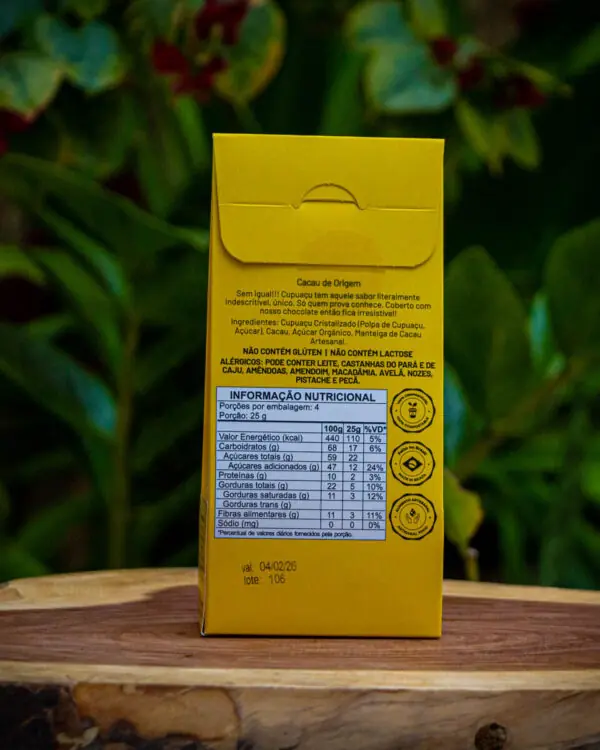 Cacau de Origem
Sem igual!!! Cupuaçu tem aquele sabor literalmente
indescritível, único. Só quem prova conhece. Coberto com
nosso chocolate então fica irresistível!
Ingredientes: Cupuaçu Cristalizado (Polpa de Cupuaçu,
Açúcar), Cacau, Açúcar Orgânico, Manteiga de Cacau
Artesanal.
NÃO CONTÉM GLÚTEN | NÃO CONTÉM LACTOSE
ALÉRGICOS: PODE CONTER LEITE, CASTANHAS DO PARÁ E DE
CAJU, AMÊNDOAS, AMENDOIM, MACADÂMIA, AVELÃ, NOZES,
PISTACHE E PECÃ.
INFORMAÇÃO NUTRICIONAL
Porções por embalagem: 4
Porção: 25 g
100g 25g %VD*
Valor Energético (kcal) 440 110 5%
Carboidratos (g) 68 17 6%
Açúcares totais (g) 59 22
Açúcares adicionados (g) 47 12 24%
Proteínas (g) 10 2 3%
Gorduras totais (g) 22 5 10%
Gorduras saturadas (g) 11 3 12%
Gorduras trans (g)
Fibras alimentares (g) 11 3 11%
Sódio (mg) 0 0 0%
*Percentual de valores diários fornecidos pela porção.
val: 04/02/26
lote: 106